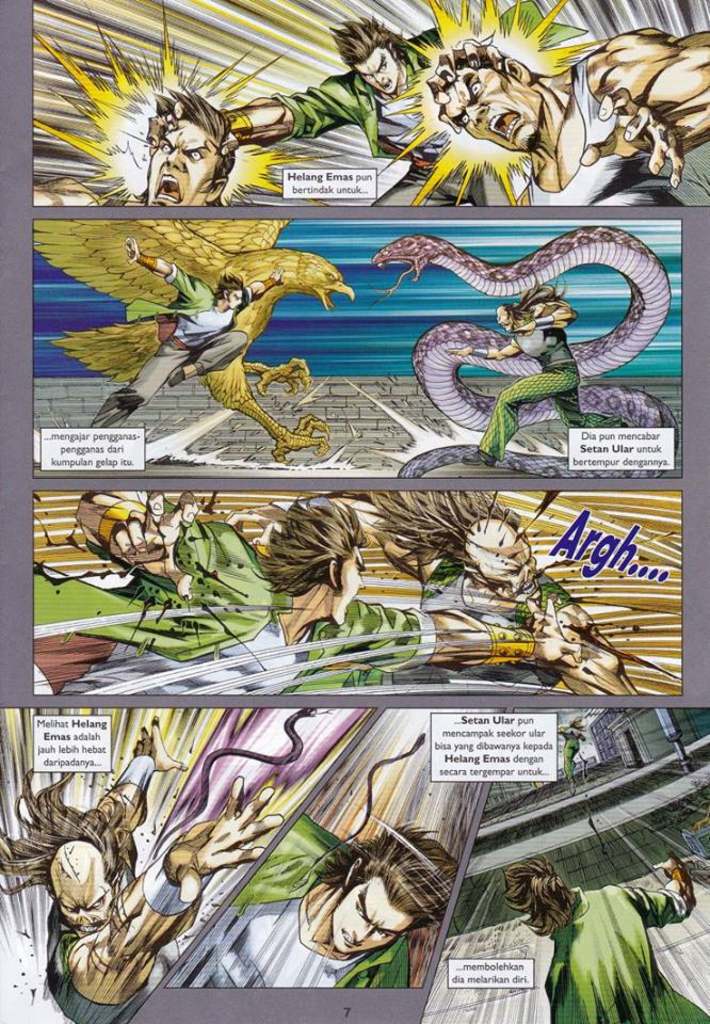 Helang Emas pun
bertindak untuk...
...mengajar pengganas-
pengganas dari
kumpulan gelap itu.
Dia pun mencabar
Setan Ular untuk
bertempur dengannya.
Argh....
Melihat Helang
Emas adalah
jauh lebih hebat
daripadanya...
...Setan Ular pun
mencampak seekor ular
bisa yang dibawanya kepada
Helang Emas dengan
secara tergempar untuk...
...membolehkan
dia melarikan diri.
7